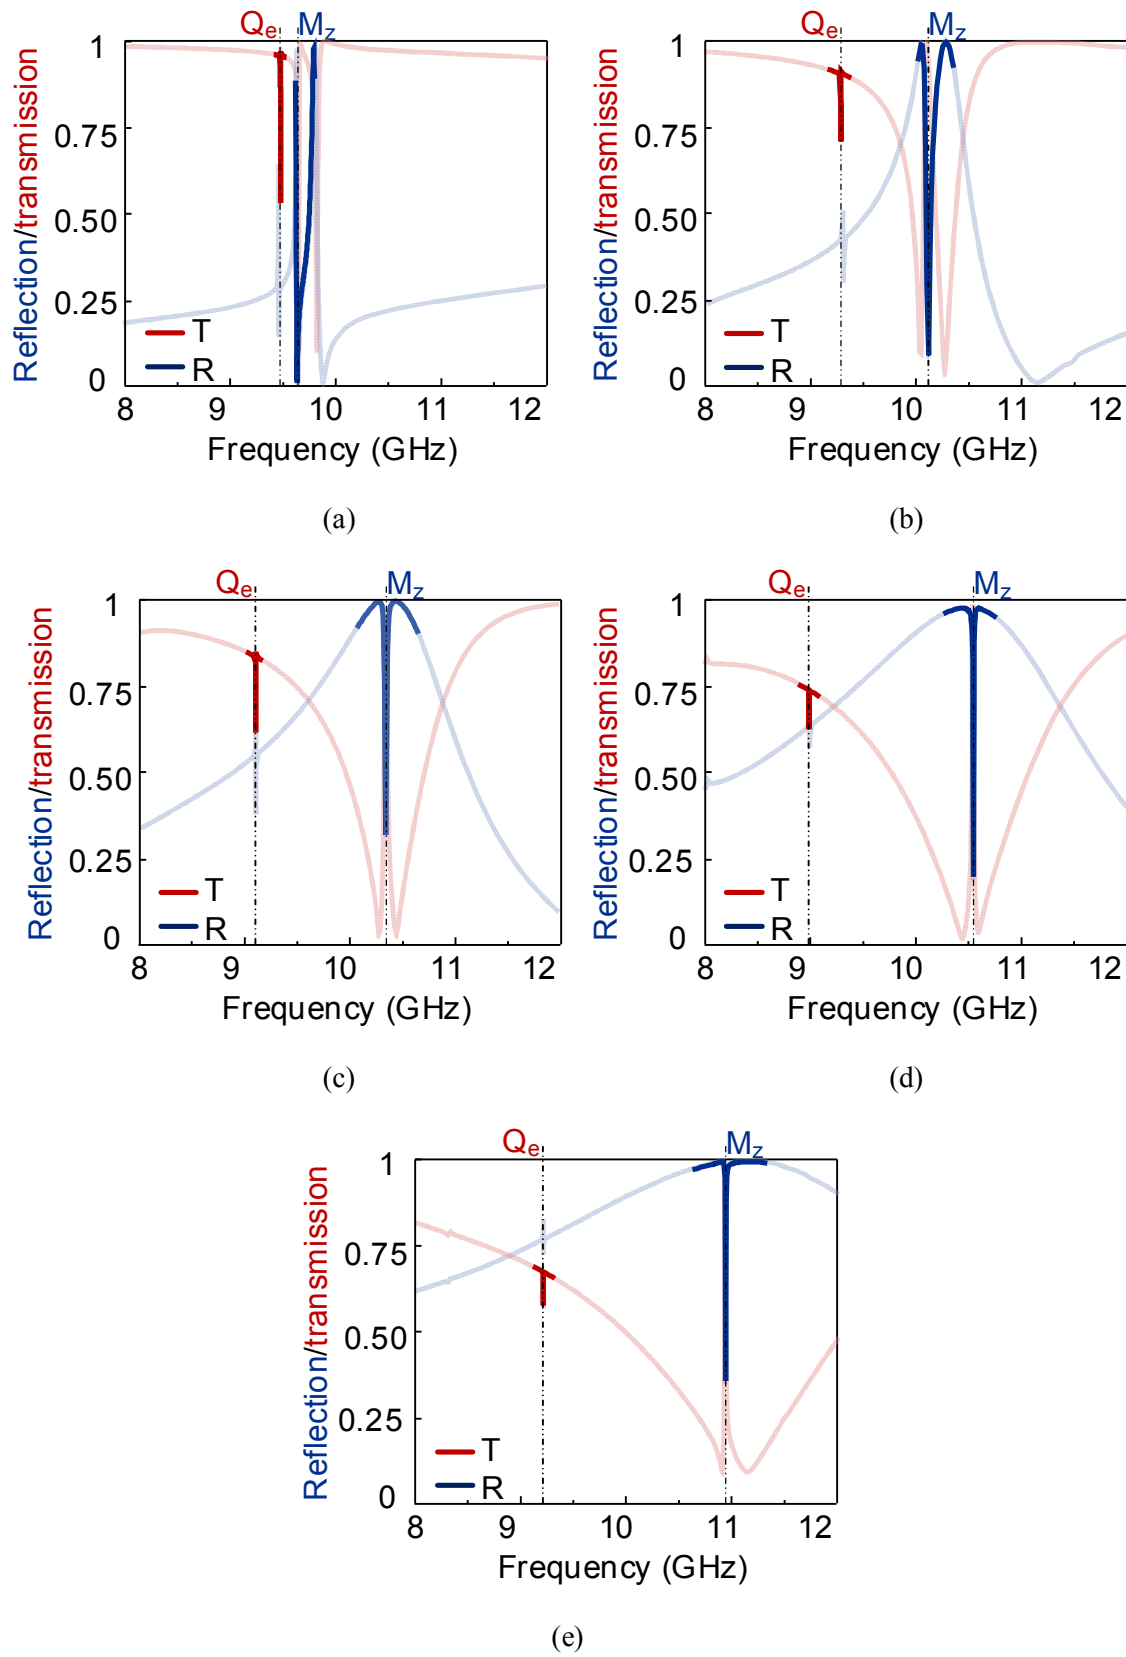 Qe Mz
Reflection/transmission
1
0.75
0.50
0.25
0
T
R
8 9 10 11 12
Frequency (GHz)
(a)
Qe Mz
Reflection/transmission
1
0.75
0.50
0.25
0
T
R
8 9 10 11 12
Frequency (GHz)
(b)
Qe Mz
Reflection/transmission
1
0.75
0.50
0.25
0
T
R
8 9 10 11 12
Frequency (GHz)
(c)
Qe Mz
Reflection/transmission
1
0.75
0.50
0.25
0
T
R
8 9 10 11 12
Frequency (GHz)
(d)
Qe Mz
Reflection/transmission
1
0.75
0.50
0.25
0
T
R
8 9 10 11 12
Frequency (GHz)
(e)